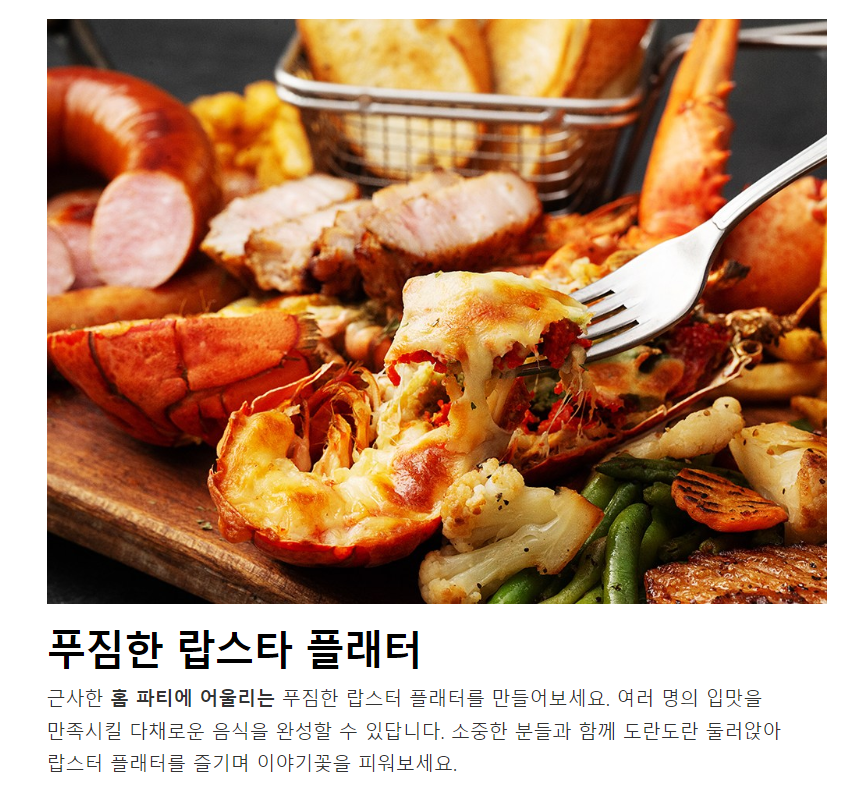 푸짐한 랍스타 플래터
근사한 홈 파티에 어울리는 푸짐한 랍스터 플래터를 만들어보세요. 여러 명의 입맛을
만족시킬 다채로운 음식을 완성할 수 있답니다. 소중한 분들과 함께 도란도란 둘러앉아
랍스터 플래터를 즐기며 이야기꽃을 피워보세요.